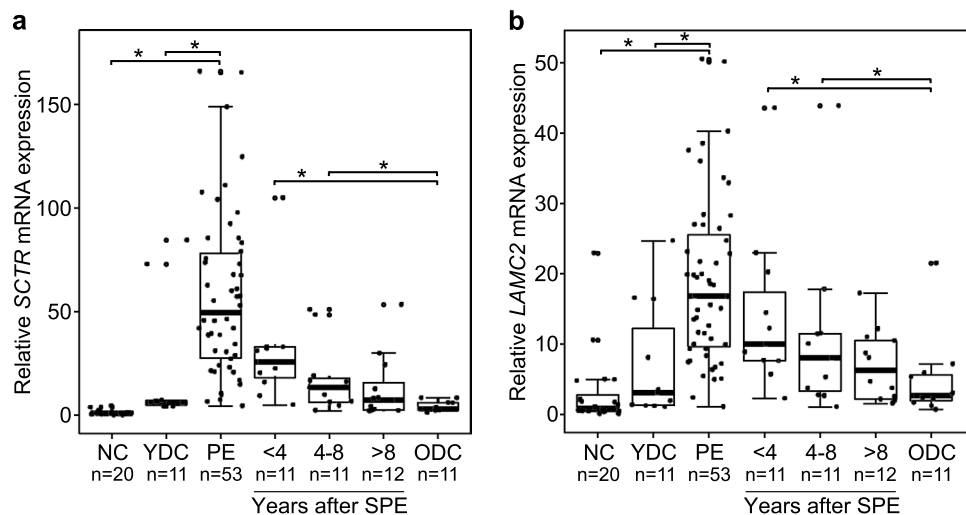 a
Relative SCTR mRNA expression
150
100
50
0
*
*
*
*
NC YDC PE <4 4-8 >8 ODC
n=20 n=11 n=53 n=11 n=11 n=12 n=11
Years after SPE
b
Relative LAMC2 mRNA expression
50
40
30
20
10
0
*
*
*
*
NC YDC PE <4 4-8 >8 ODC
n=20 n=11 n=53 n=11 n=11 n=12 n=11
Years after SPE